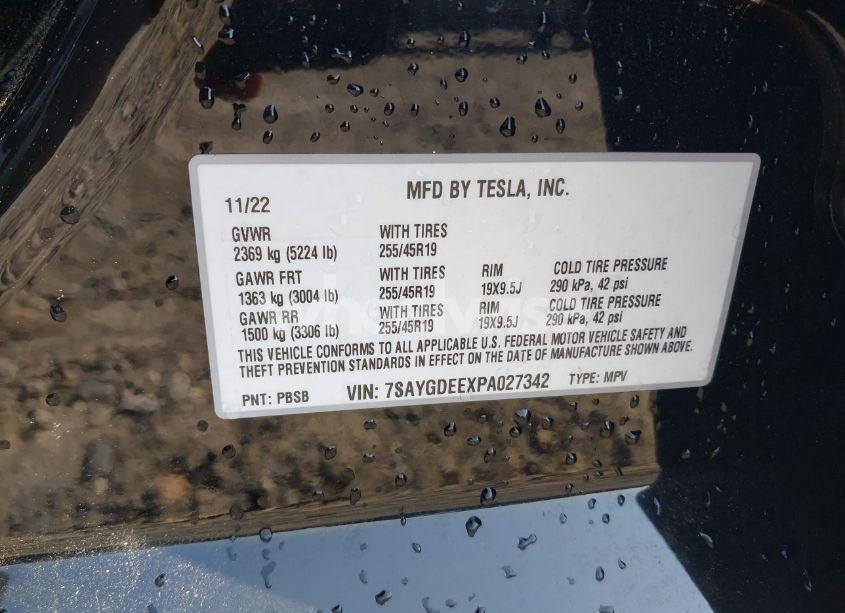 MFD BY TESLA, INC.
11/22
GVWR WITH TIRES
2369 kg (5224 lb) 255/45R19
GAWR FRT WITH TIRES RIM COLD TIRE PRESSURE
1363 kg (3004 lb) 255/45R19 19X9.5J 290 kPa, 42 psi
GAWR RR WITH TIRES RIM COLD TIRE PRESSURE
1500 kg (3306 lb) 255/45R19 19X9.5J 290 kPa, 42 psi
THIS VEHICLE CONFORMS TO ALL APPLICABLE U.S. FEDERAL MOTOR VEHICLE SAFETY AND
THEFT PREVENTION STANDARDS IN EFFECT ON THE DATE OF MANUFACTURE SHOWN ABOVE.
PNT: PBSB VIN: 7SAYGDEEXPA027342 TYPE: MPV